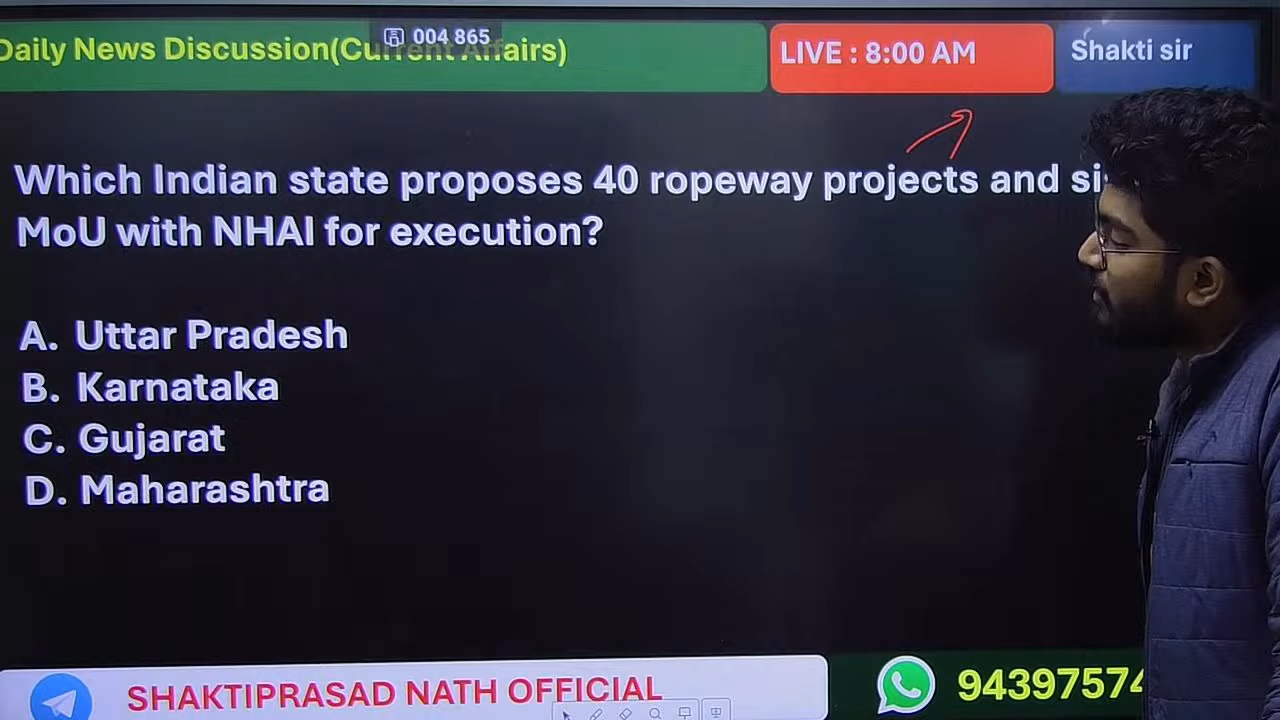 Daily News Discussion(Current Affairs)
004 865
LIVE : 8:00 AM
Shakti sir
Which Indian state proposes 40 ropeway projects and
MoU with NHAI for execution?
A. Uttar Pradesh
B. Karnataka
C. Gujarat
D. Maharashtra
SHAKTIPRASAD NATH OFFICIAL
94397574